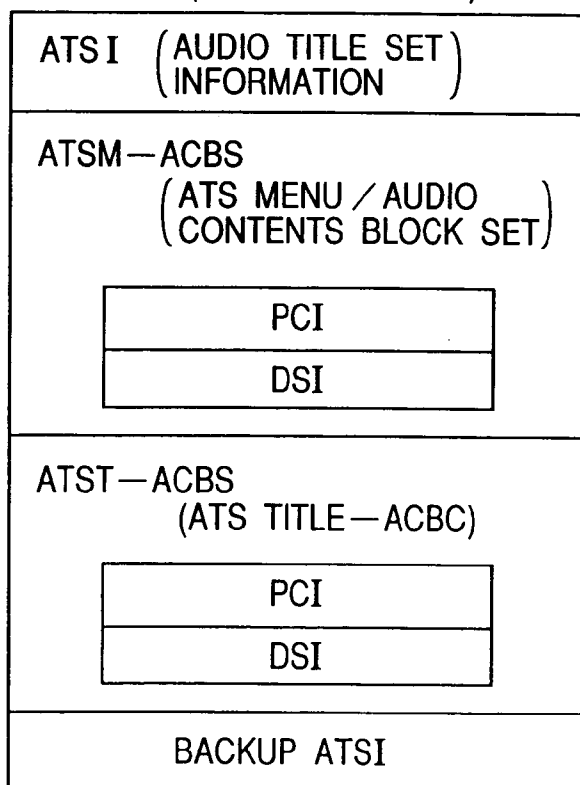 ATSI (AUDIO TITLE SET
INFORMATION)
ATSM—ACBS
(ATS MENU / AUDIO
CONTENTS BLOCK SET)
PCI
DSI
ATST—ACBS
(ATS TITLE—ACBC)
PCI
DSI
BACKUP ATSI